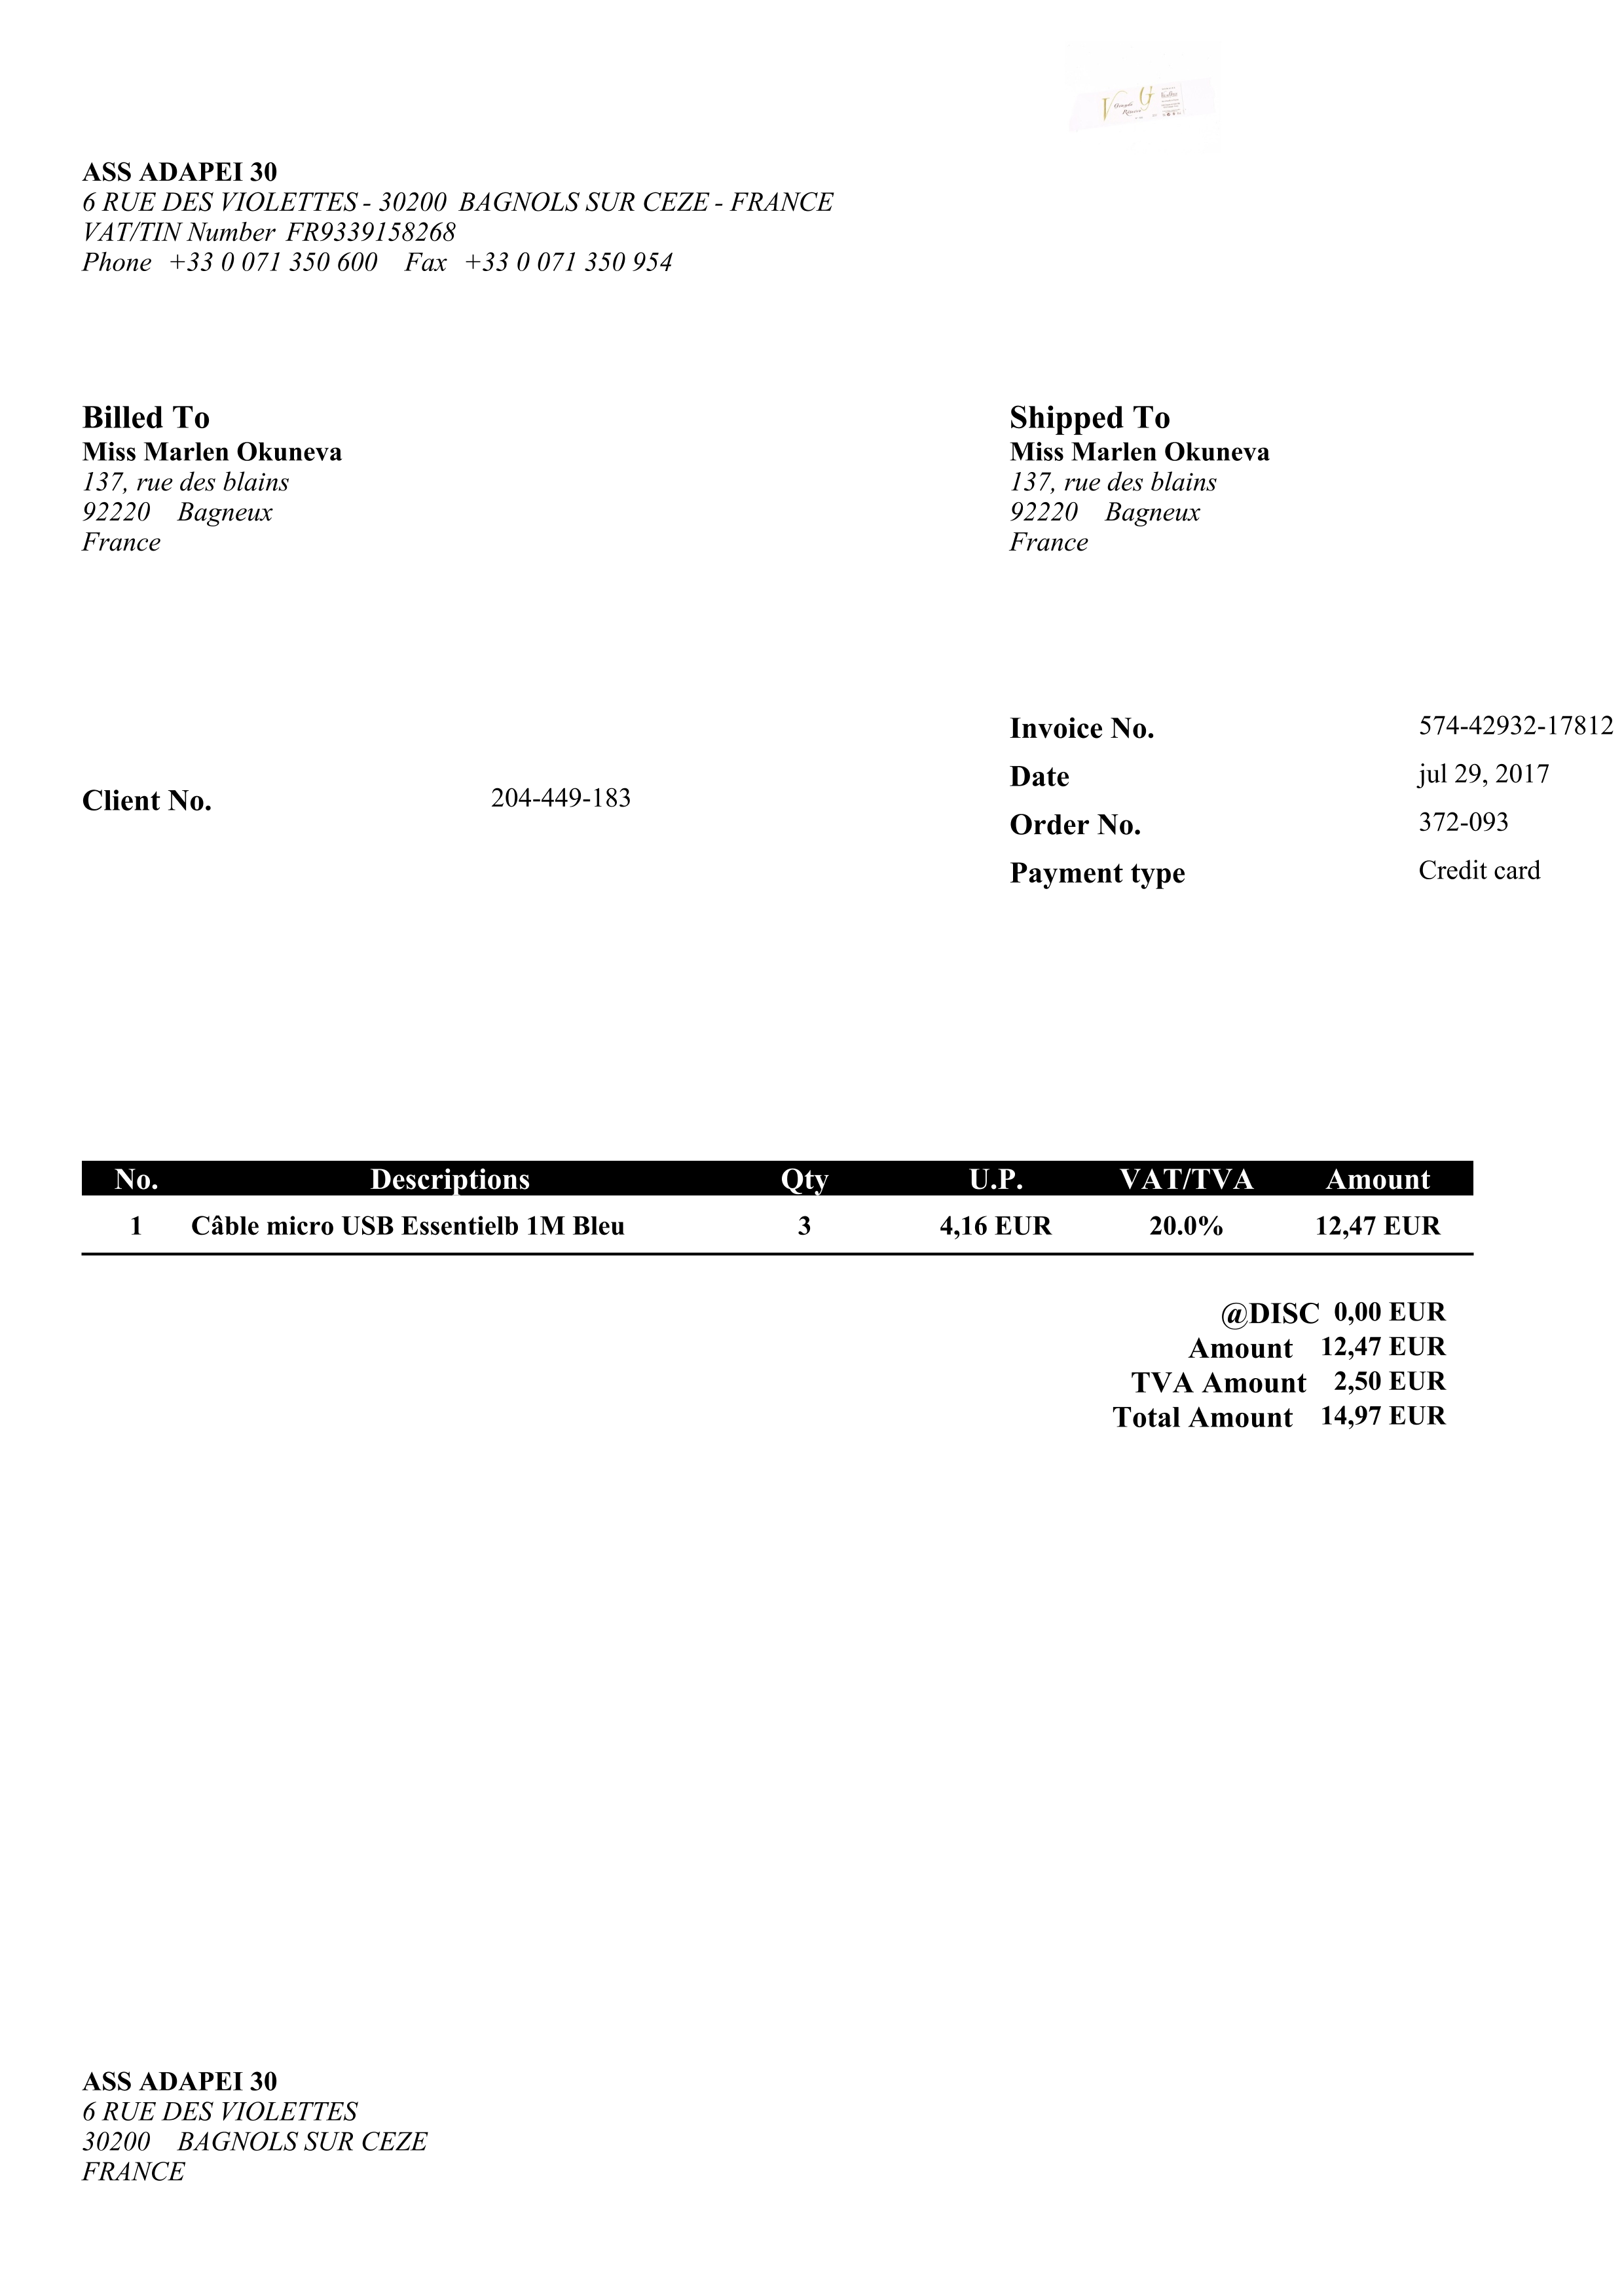 V G
ASS ADAPEI 30
6 RUE DES VIOLETTES - 30200 BAGNOLS SUR CEZE - FRANCE
VAT/TIN Number FR9339158268
Phone +33 0 071 350 600 Fax +33 0 071 350 954
Billed To
Miss Marlen Okuneva
137, rue des blains
92220 Bagneux
France
Shipped To
Miss Marlen Okuneva
137, rue des blains
92220 Bagneux
France
Client No. 204-449-183
Invoice No. 574-42932-17812
Date jul 29, 2017
Order No. 372-093
Payment type Credit card
No. Descriptions Qty U.P. VAT/TVA Amount
1 Câble micro USB Essentielb 1M Bleu 3 4,16 EUR 20.0% 12,47 EUR
@DISC 0,00 EUR
Amount 12,47 EUR
TVA Amount 2,50 EUR
Total Amount 14,97 EUR
ASS ADAPEI 30
6 RUE DES VIOLETTES
30200 BAGNOLS SUR CEZE
FRANCE